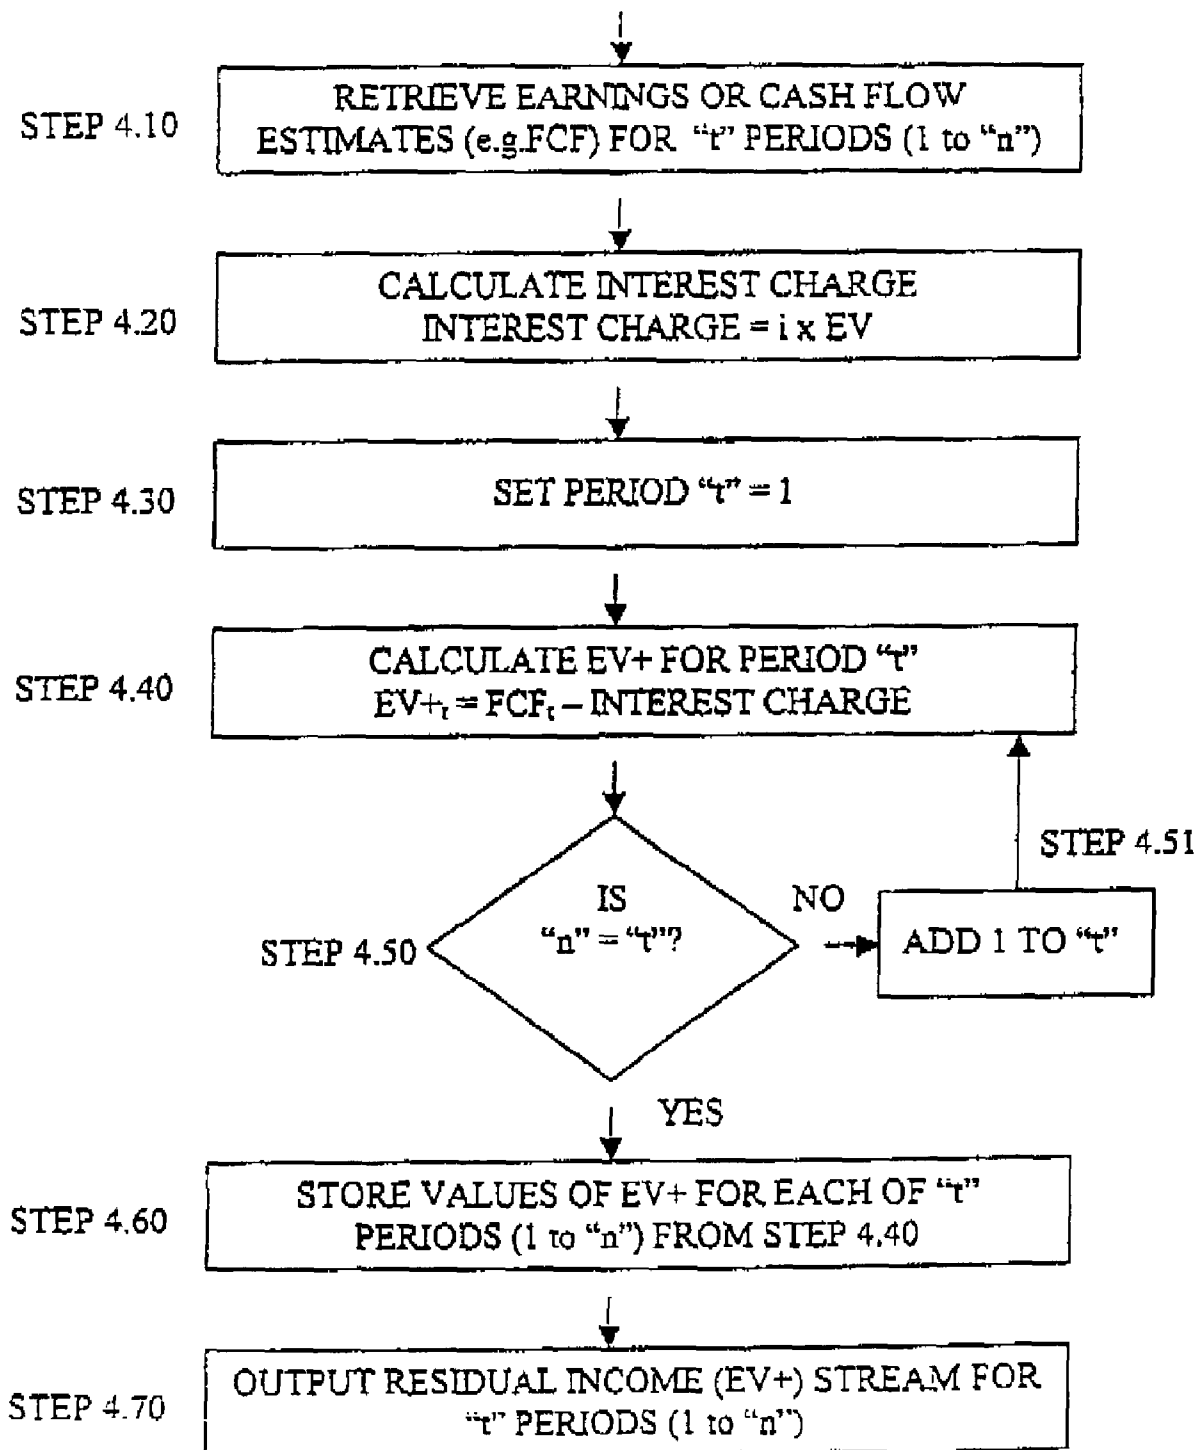 STEP 4.10
RETRIEVE EARNINGS OR CASH FLOW
ESTIMATES (e.g.FCF) FOR “t” PERIODS (1 to “n”)
STEP 4.20
CALCULATE INTEREST CHARGE
INTEREST CHARGE = i x EV
STEP 4.30
SET PERIOD “t” = 1
STEP 4.40
CALCULATE EV+ FOR PERIOD “t”
EV+ₜ = FCFₜ – INTEREST CHARGE
STEP 4.50
IS
“n” = “t”?
NO
STEP 4.51
ADD 1 TO “t”
YES
STEP 4.60
STORE VALUES OF EV+ FOR EACH OF “t”
PERIODS (1 to “n”) FROM STEP 4.40
STEP 4.70
OUTPUT RESIDUAL INCOME (EV+) STREAM FOR
“t” PERIODS (1 to “n”)